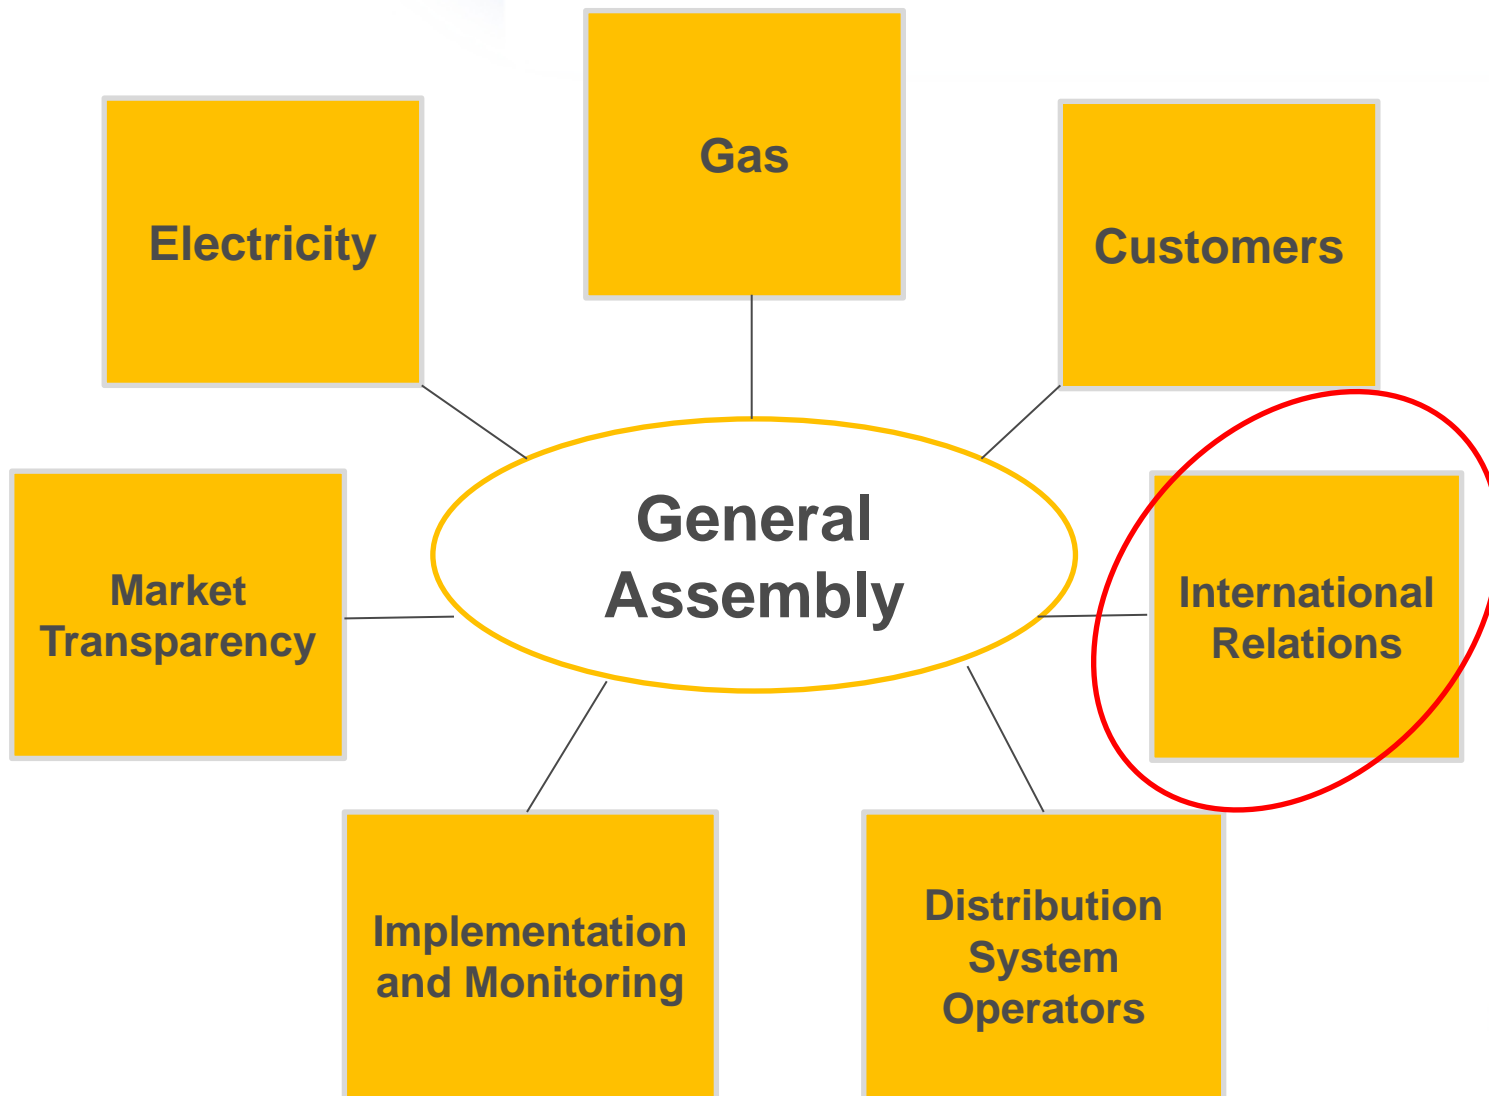 Gas
Electricity
Customers
General
Assembly
Market
Transparency
International
Relations
Implementation
and Monitoring
Distribution
System
Operators